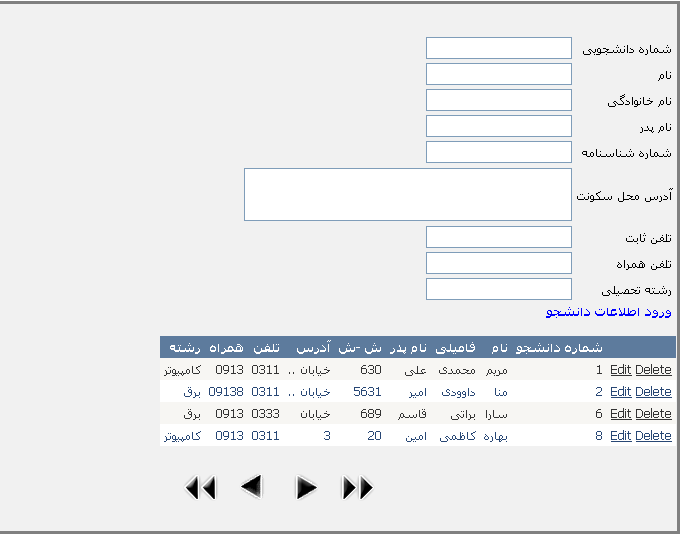 شماره دانشجویی
نام
نام خانوادگی
نام پدر
شماره شناسنامه
آدرس محل سکونت
تلفن ثابت
تلفن همراه
رشته تحصیلی
ورود اطلاعات دانشجو
شماره دانشجو نام فامیلی نام پدر ش -ش آدرس تلفن همراه رشته
Delete Edit 1 مریم محمدی علی 630 خیابان .. 0311 0913 کامپیوتر
Delete Edit 2 منا داوودی امیر 5631 خیابان .. 0311 09138 برق
Delete Edit 6 سارا براتی قاسم 689 خیابان 0333 0913 برق
Delete Edit 8 بهاره کاظمی امین 20 3 0311 0913 کامپیوتر